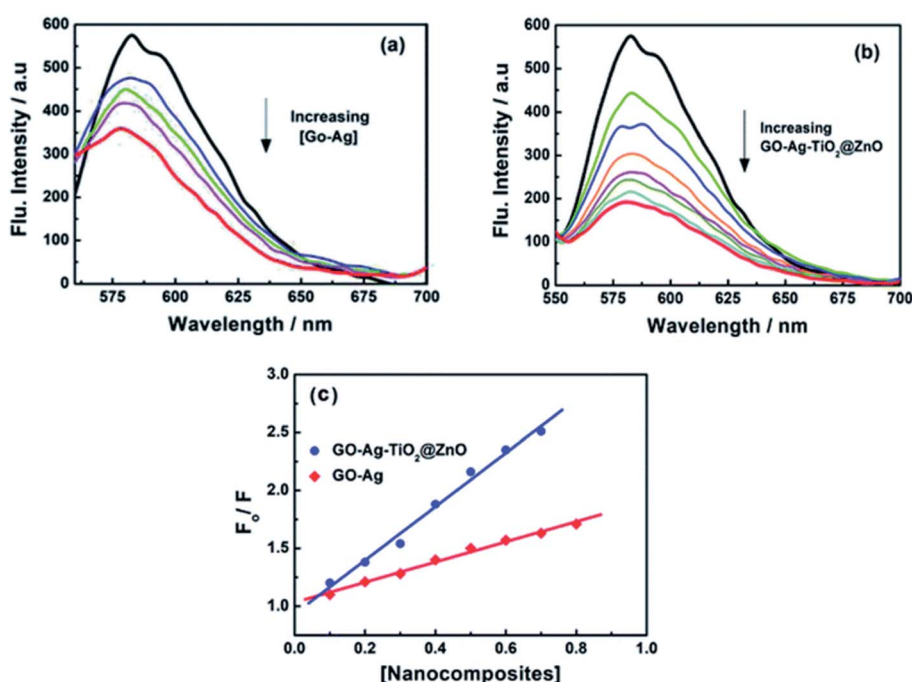 600
500
400
300
200
100
0
Flu. Intensity / a.u
(a)
Increasing
[Go-Ag]
575 600 625 650 675 700
Wavelength / nm
600
500
400
300
200
100
0
Flu. Intensity / a.u
(b)
Increasing
GO-Ag-TiO₂@ZnO
550 575 600 625 650 675 700
Wavelength / nm
3.0
2.5
2.0
1.5
1.0
Fₒ / F
(c)
GO-Ag-TiO₂@ZnO
GO-Ag
0.0 0.2 0.4 0.6 0.8 1.0
[Nanocomposites]